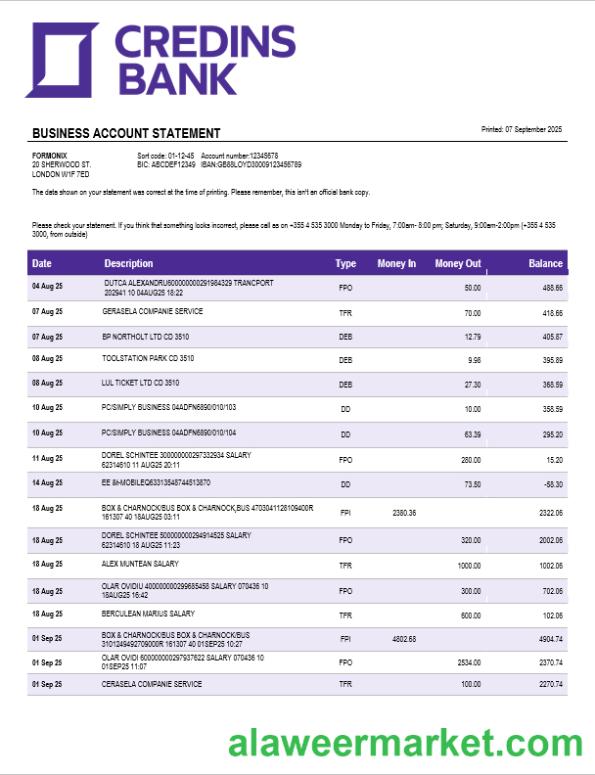 CREDINS
BANK
BUSINESS ACCOUNT STATEMENT
Printed: 07 September 2025
FORMONIX Sort code: 01-12-45 Account number:12345678
20 SHERWOOD ST. BIC: ABCDEF12349 IBAN:GB88LOYD30009123456789
LONDON W1F 7ED
The data shown on your statement was correct at the time of printing. Please remember, this isn't an official bank copy.
Please check your statement. If you think that something looks incorrect, please call as on +355 4 535 3000 Monday to Friday, 7:00am- 8:00 pm; Saturday, 9:00am-2:00pm (+355 4 535
3000, from outside)
Date Description Type Money In Money Out Balance
04 Aug 25 DUTCA ALEXANDRU600000000291984329 TRANCPORT FPO 50.00 488.66
202941 10 04AUG25 18:22
07 Aug 25 GERASELA COMPANIE SERVICE TFR 70.00 418.66
07 Aug 25 BP NORTHOLT LTD CD 3510 DEB 12.79 405.87
08 Aug 25 TOOLSTATION PARK CD 3510 DEB 9.98 395.89
08 Aug 25 LUL TICKET LTD CD 3510 DEB 27.30 368.59
10 Aug 25 PC/SIMPLY BUSINESS 04ADFN6890/010/103 DD 10.00 358.59
10 Aug 25 PC/SIMPLY BUSINESS 04ADFN6890/010/104 DD 63.39 295.20
11 Aug 25 DOREL SCHINTEE 300000000297332934 SALARY FPO 280.00 15.20
62314610 11 AUG25 20:11
14 Aug 25 DD 73.50 -58.30
18 Aug 25 BOX & CHARNOCK/BUS BOX & CHARNOCK,BUS 4703041128109400R FPI 2380.36 2322.06
161307 40 18AUG25 03:11
18 Aug 25 DOREL SCHINTEE 500000000294914525 SALARY FPO 320.00 2002.06
62314610 18 AUG25 11:23
18 Aug 25 ALEX MUNTEAN SALARY TFR 1000.00 1002.06
18 Aug 25 OLAR OVIDIU 400000000299685458 SALARY 070436 10 FPO 300.00 702.06
18AUG25 16:42
18 Aug 25 BERCULEAN MARIUS SALARY TFR 600.00 102.06
01 Sep 25 BOX & CHARNOCK/BUS BOX & CHARNOCK/BUS FPI 4802.68 4904.74
3101249492709000R 161307 40 01SEP25 10:27
01 Sep 25 OLAR OVIDI 600000000297937622 SALARY 070436 10 FPO 2534.00 2370.74
01SEP25 11:07
01 Sep 25 CERASELA COMPANIE SERVICE TFR 100.00 2270.74
alaweermarket.com